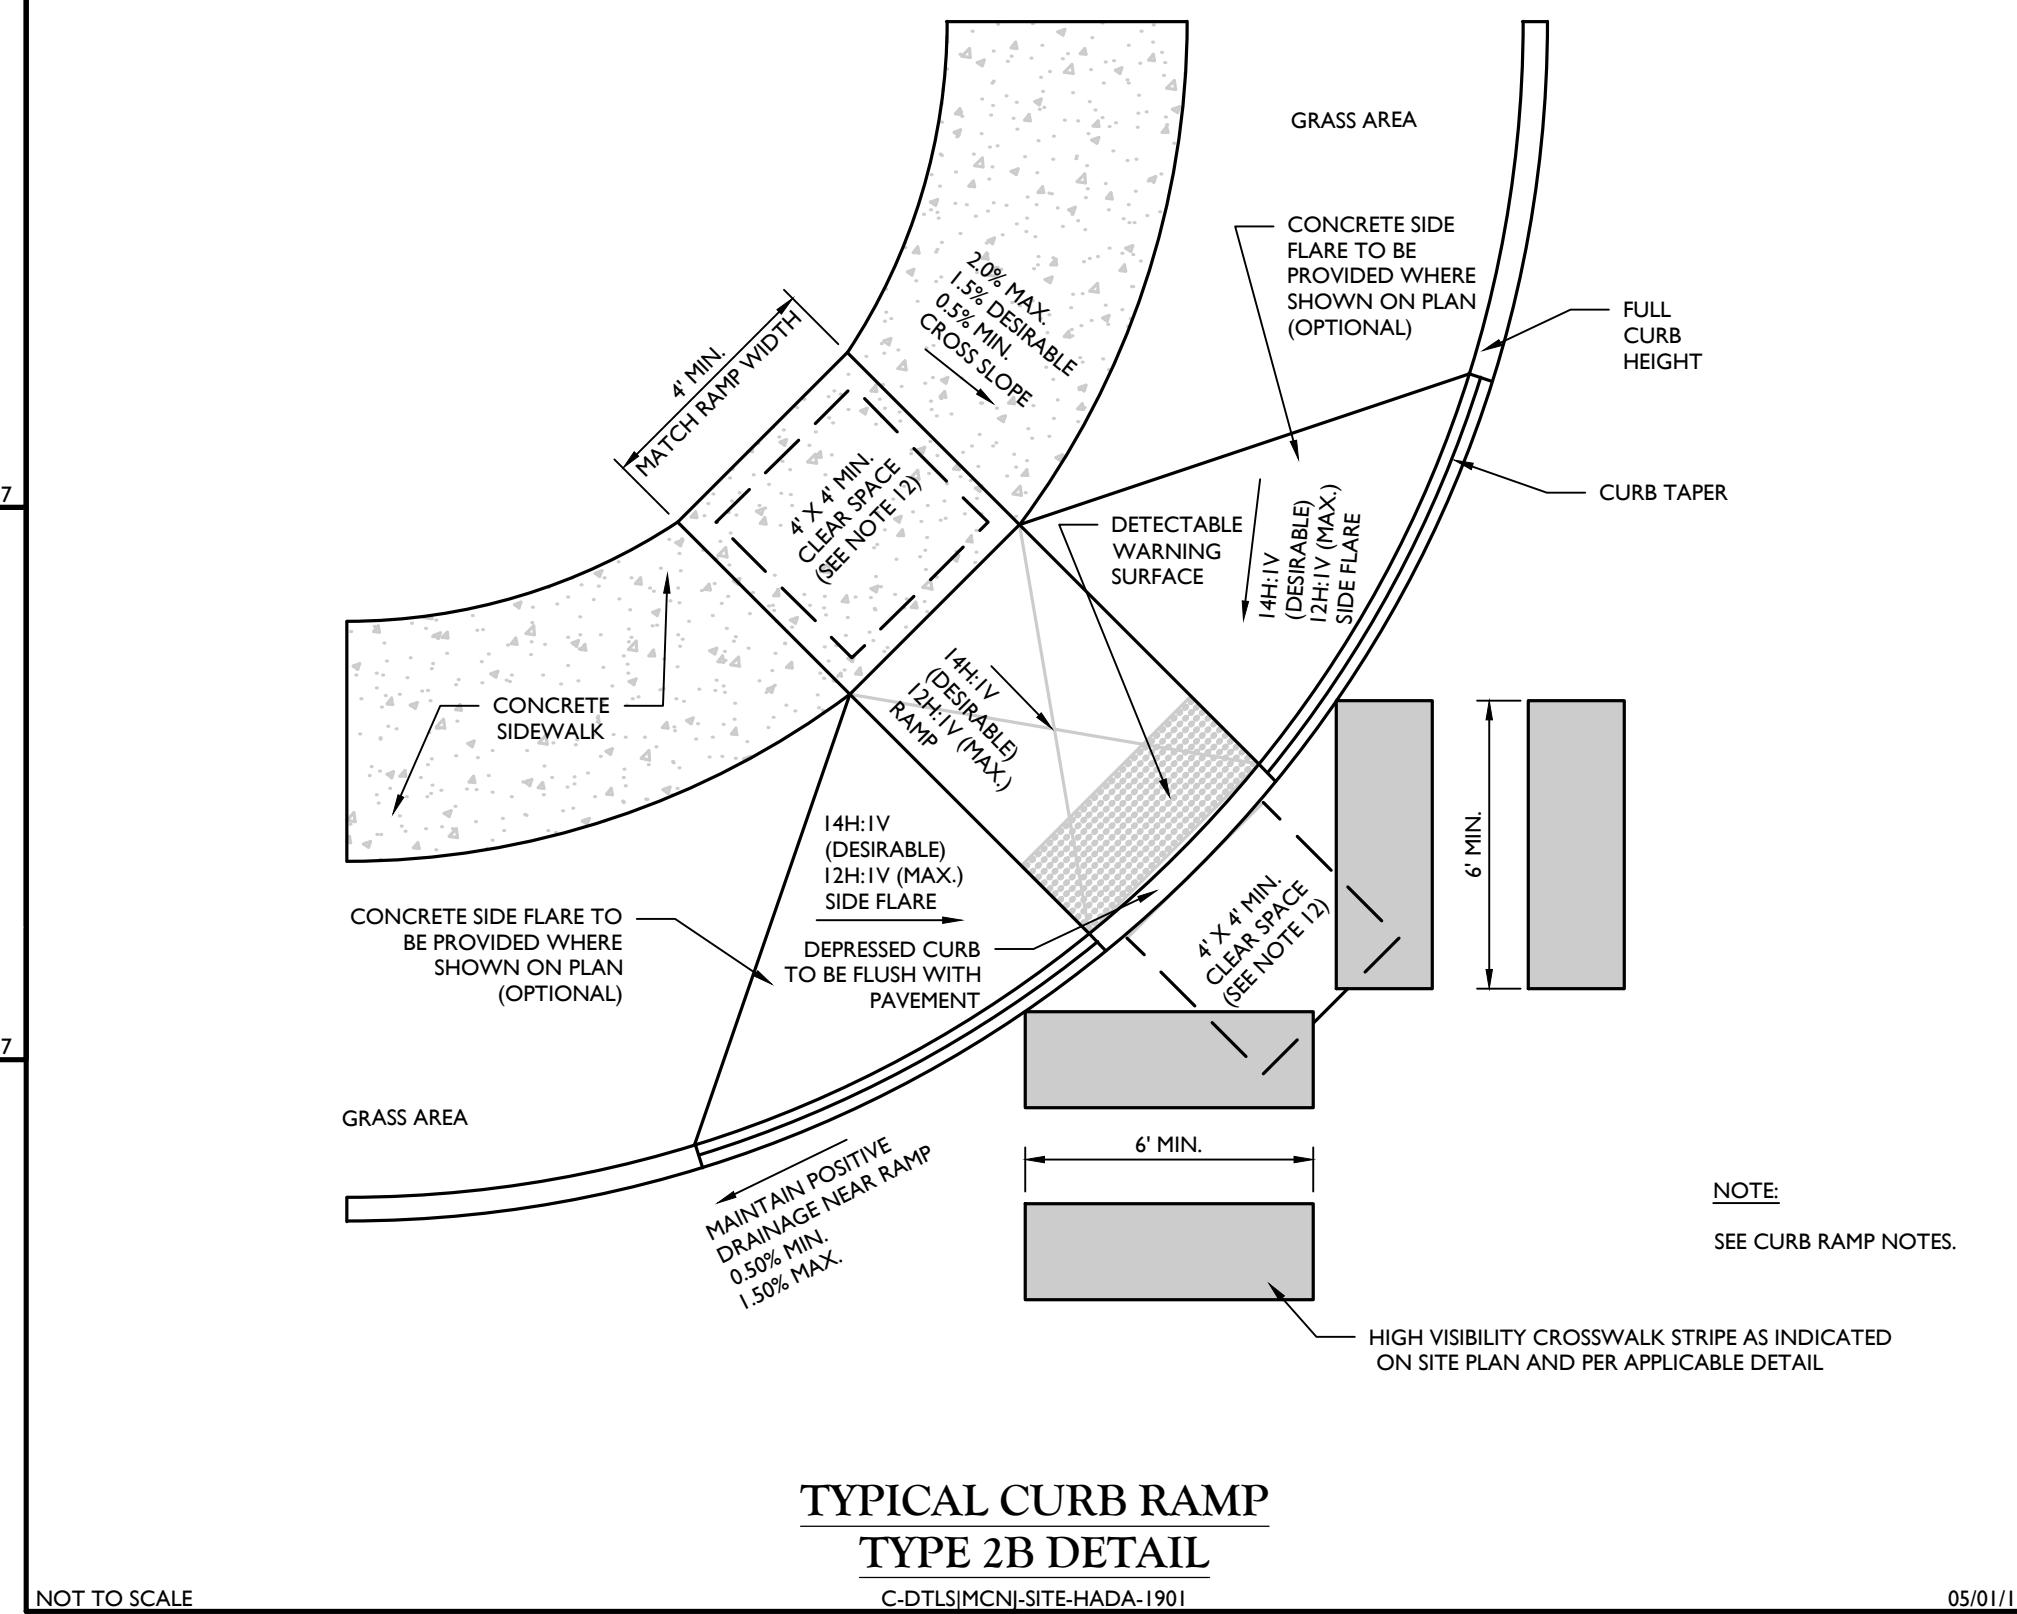 GRASS AREA
CONCRETE SIDE
FLARE TO BE
PROVIDED WHERE
SHOWN ON PLAN
(OPTIONAL)
FULL
CURB
HEIGHT
2.0% MAX.
1.5% DESIRABLE
0.5% MIN.
CROSS SLOPE
4' MIN.
MATCH RAMP WIDTH
4' X 4' MIN.
CLEAR SPACE
(SEE NOTE 12)
7
CURB TAPER
DETECTABLE
WARNING
SURFACE
14H:1V
(DESIRABLE)
12H:1V (MAX.)
SIDE FLARE
CONCRETE
SIDEWALK
14H:1V
(DESIRABLE)
12H:1V (MAX.)
RAMP
14H:1V
(DESIRABLE)
12H:1V (MAX.)
SIDE FLARE
6' MIN.
CONCRETE SIDE FLARE TO
BE PROVIDED WHERE
SHOWN ON PLAN
(OPTIONAL)
DEPRESSED CURB
TO BE FLUSH WITH
PAVEMENT
4' X 4' MIN.
CLEAR SPACE
(SEE NOTE 12)
7
GRASS AREA
6' MIN.
MAINTAIN POSITIVE
DRAINAGE NEAR RAMP
0.50% MIN.
1.50% MAX.
NOTE:
SEE CURB RAMP NOTES.
HIGH VISIBILITY CROSSWALK STRIPE AS INDICATED
ON SITE PLAN AND PER APPLICABLE DETAIL
TYPICAL CURB RAMP
TYPE 2B DETAIL
NOT TO SCALE
C-DTLS|MCNJ-SITE-HADA-1901
05/01/1